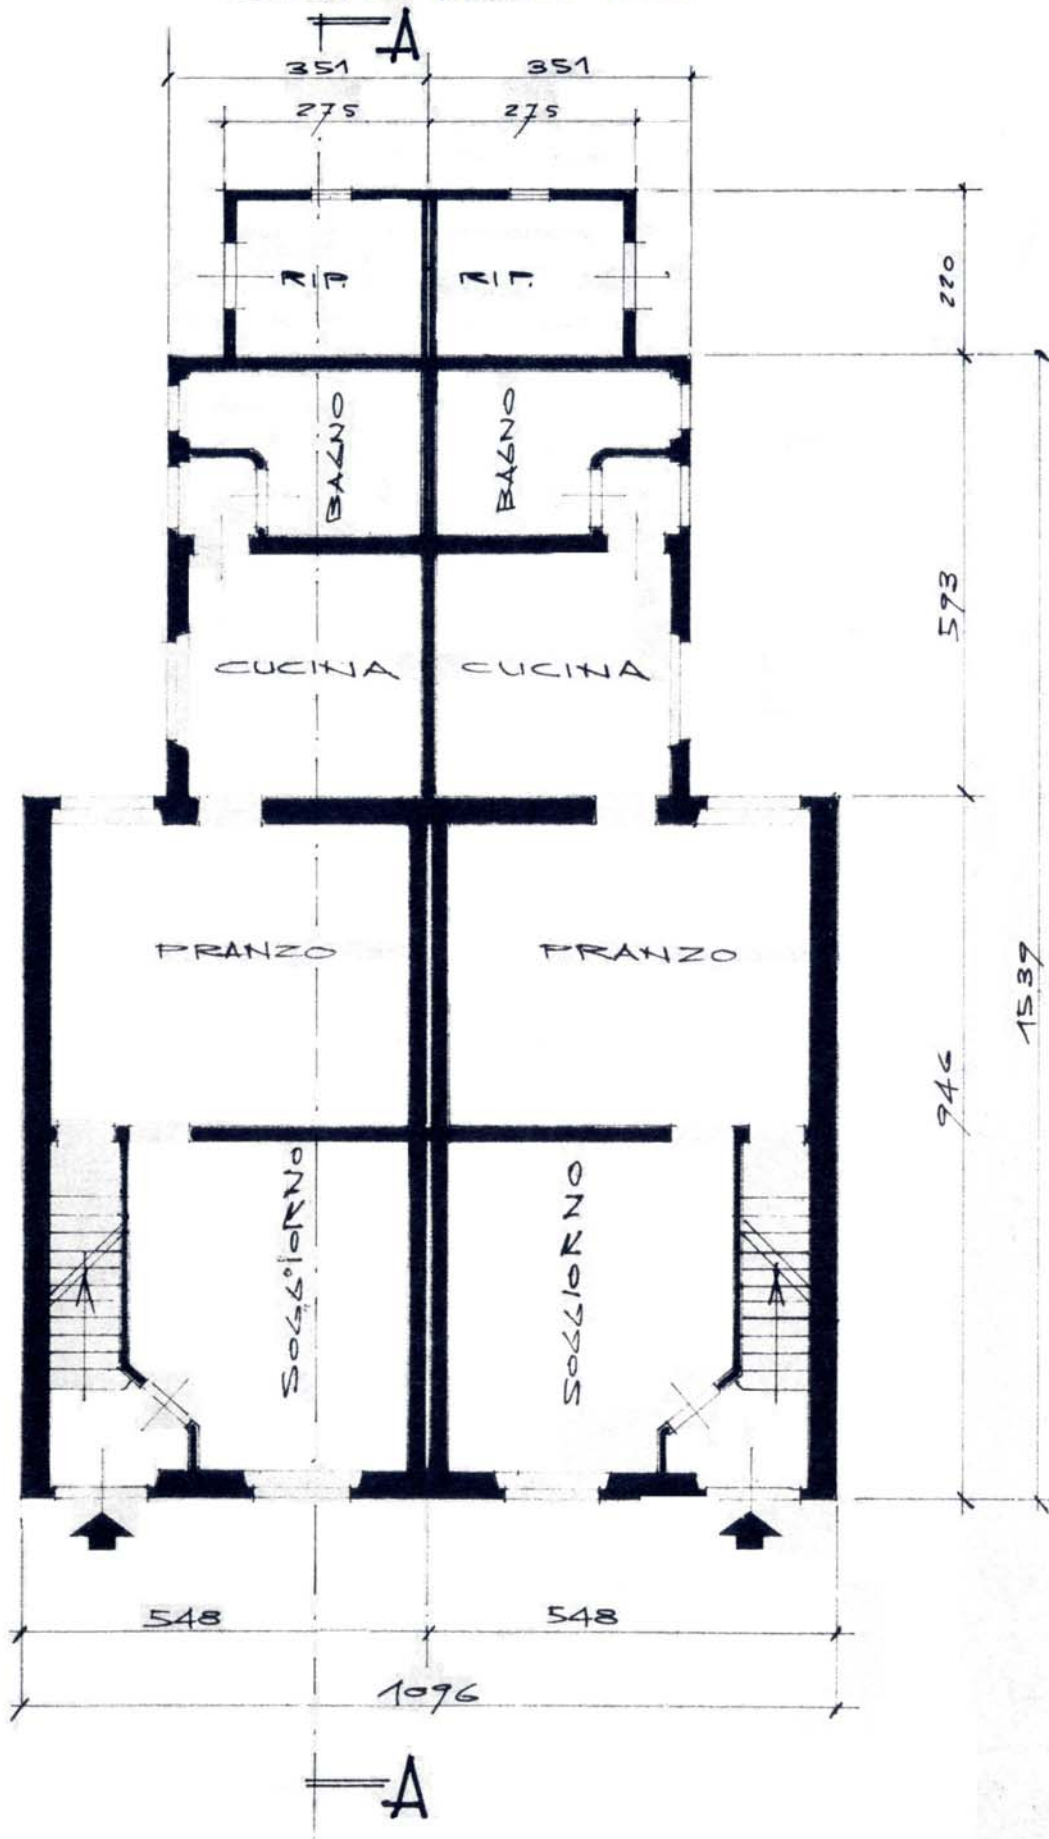 A
351 351
275 275
RIP. RIP.
220
BAGNO BAGNO
593
CUCINA CUCINA
PRANZO PRANZO
1539
946
SOGGIORNO SOGGIORNO
548 548
1096
A